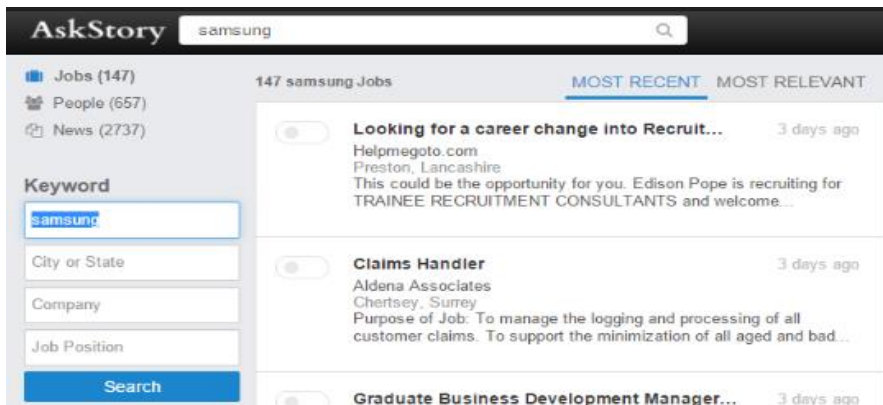 AskStory samsung
Jobs (147)
People (657)
News (2737)
Keyword
samsung
City or State
Company
Job Position
Search
147 samsung Jobs MOST RECENT MOST RELEVANT
Looking for a career change into Recruit... 3 days ago
Helpmegoto.com
Preston, Lancashire
This could be the opportunity for you. Edison Pope is recruiting for
TRAINEE RECRUITMENT CONSULTANTS and welcome...
Claims Handler 3 days ago
Aldena Associates
Chertsey, Surrey
Purpose of Job: To manage the logging and processing of all
customer claims. To support the minimization of all aged and bad...
Graduate Business Development Manager... 3 days ago